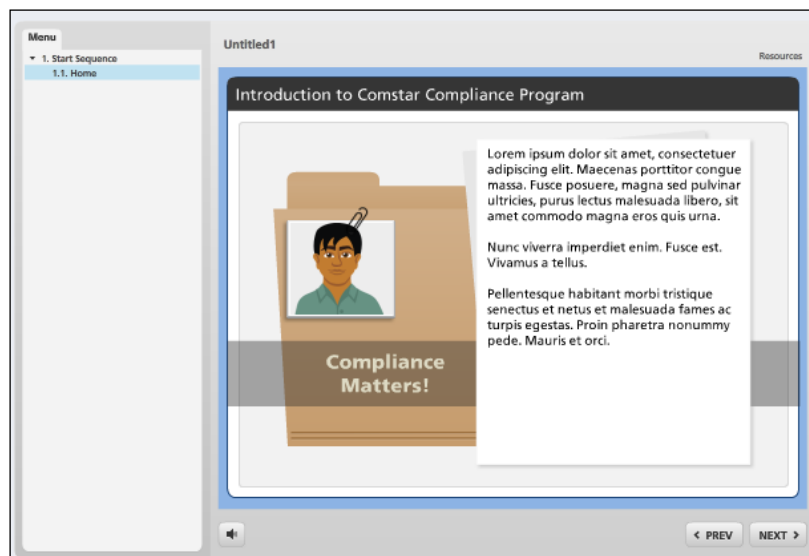 Menu
1. Start Sequence
1.1. Home
Untitled1
Resources
Introduction to Comstar Compliance Program
Compliance
Matters!
Lorem ipsum dolor sit amet, consectetuer
adipiscing elit. Maecenas porttitor congue
massa. Fusce posuere, magna sed pulvinar
ultricies, purus lectus malesuada libero, sit
amet commodo magna eros quis urna.
Nunc viverra imperdiet enim. Fusce est.
Vivamus a tellus.
Pellentesque habitant morbi tristique
senectus et netus et malesuada fames ac
turpis egestas. Proin pharetra nonummy
pede. Mauris et orci.
< PREV
NEXT >